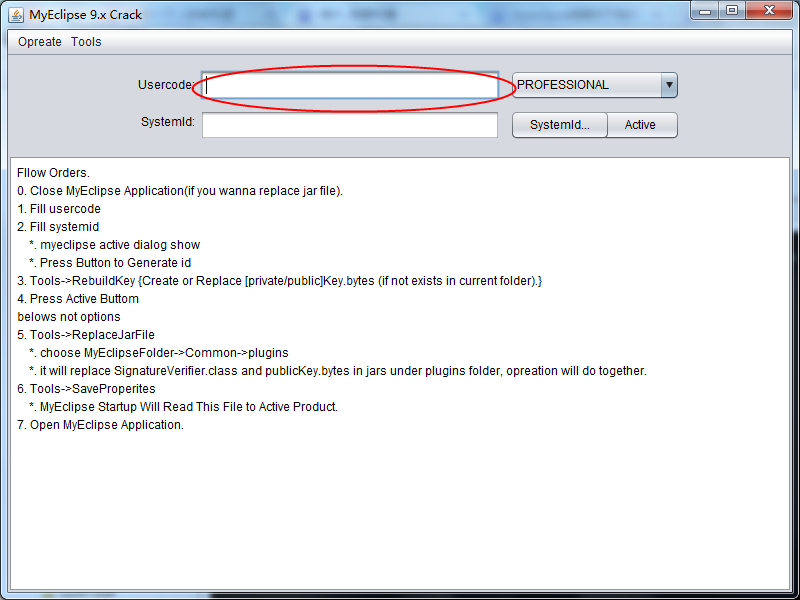 MyEclipse 9.x Crack
Opreate Tools
Usercode:
PROFESSIONAL
SystemId:
SystemId...
Active
Fllow Orders.
0. Close MyEclipse Application(if you wanna replace jar file).
1. Fill usercode
2. Fill systemid
*. myeclipse active dialog show
*. Press Button to Generate id
3. Tools->RebuildKey {Create or Replace [private/public]Key.bytes (if not exists in current folder).}
4. Press Active Buttom
belows not options
5. Tools->ReplaceJarFile
*. choose MyEclipseFolder->Common->plugins
*. it will replace SignatureVerifier.class and publicKey.bytes in jars under plugins folder, opreation will do together.
6. Tools->SaveProperites
*. MyEclipse Startup Will Read This File to Active Product.
7. Open MyEclipse Application.